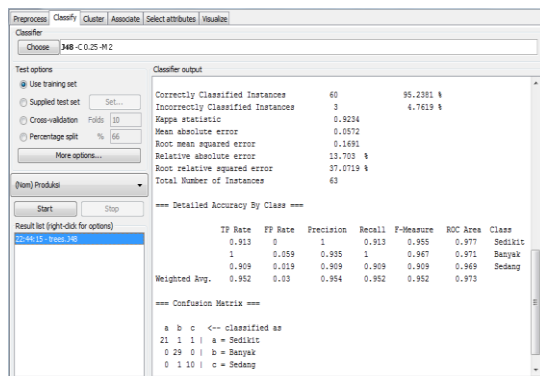 Preprocess Classify Cluster Associate Select attributes Visualize
Classifier
Choose J48 -C 0.25 -M 2
Test options
Use training set
Supplied test set Set...
Cross-validation Folds 10
Percentage split % 66
More options...
(Nom) Produksi
Start Stop
Result list (right-click for options)
22:44:15 - trees.J48
Classifier output
Correctly Classified Instances 60 95.2381 %
Incorrectly Classified Instances 3 4.7619 %
Kappa statistic 0.9234
Mean absolute error 0.0572
Root mean squared error 0.1691
Relative absolute error 13.703 %
Root relative squared error 37.0719 %
Total Number of Instances 63
=== Detailed Accuracy By Class ===
TP Rate FP Rate Precision Recall F-Measure ROC Area Class
0.913 0 1 0.913 0.955 0.977 Sedikit
1 0.059 0.935 1 0.967 0.971 Banyak
0.909 0.019 0.909 0.909 0.909 0.969 Sedang
Weighted Avg. 0.952 0.03 0.954 0.952 0.952 0.973
=== Confusion Matrix ===
a b c <-- classified as
21 1 1 | a = Sedikit
0 29 0 | b = Banyak
0 1 10 | c = Sedang